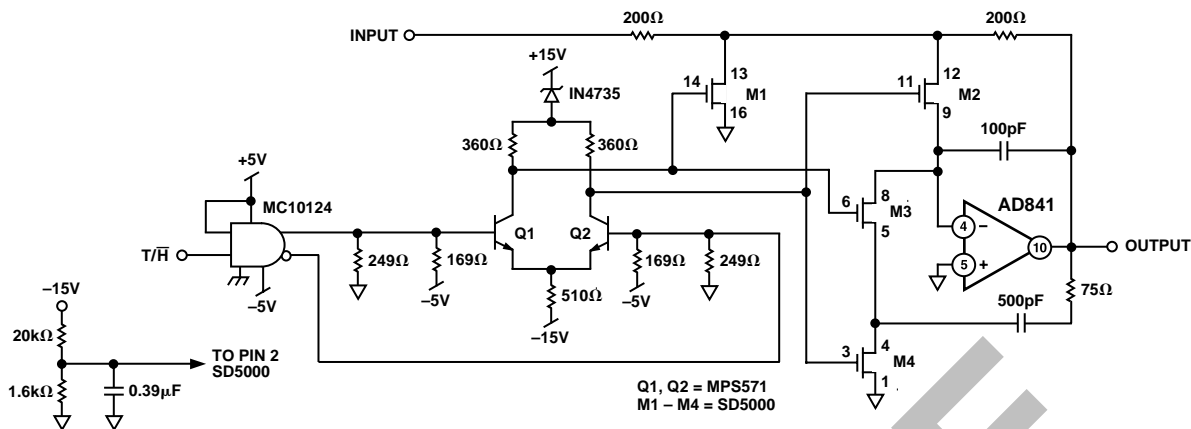 200Ω
200Ω
INPUT
+15V
13
12
14
M1
11
M2
IN4735
16
9
360Ω
360Ω
100pF
+5V
8
MC10124
6
M3
AD841
5
4
−
10
OUTPUT
Q1
Q2
T/H̅
5
+
249Ω
169Ω
169Ω
249Ω
75Ω
–5V
–5V
–5V
510Ω
500pF
–15V
–15V
20kΩ
4
3
M4
TO PIN 2
SD5000
1
1.6kΩ
0.39µF
Q1, Q2 = MPS571
M1 – M4 = SD5000